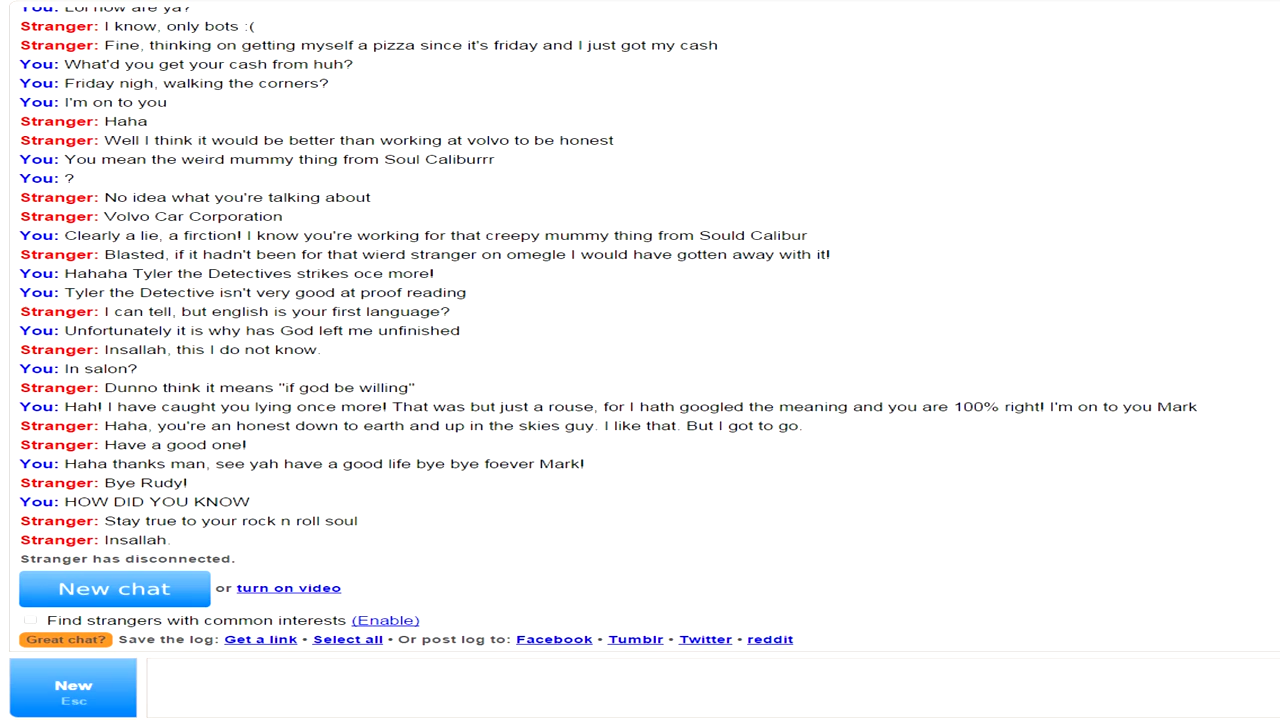 You: Lol how are ya?
Stranger: I know, only bots :(
Stranger: Fine, thinking on getting myself a pizza since it's friday and I just got my cash
You: What'd you get your cash from huh?
You: Friday nigh, walking the corners?
You: I'm on to you
Stranger: Haha
Stranger: Well I think it would be better than working at volvo to be honest
You: You mean the weird mummy thing from Soul Caliburrr
You: ?
Stranger: No idea what you're talking about
Stranger: Volvo Car Corporation
You: Clearly a lie, a firction! I know you're working for that creepy mummy thing from Sould Calibur
Stranger: Blasted, if it hadn't been for that wierd stranger on omegle I would have gotten away with it!
You: Hahaha Tyler the Detectives strikes oce more!
You: Tyler the Detective isn't very good at proof reading
Stranger: I can tell, but english is your first language?
You: Unfortunately it is why has God left me unfinished
Stranger: Insallah, this I do not know.
You: In salon?
Stranger: Dunno think it means "if god be willing"
You: Hah! I have caught you lying once more! That was but just a rouse, for I hath googled the meaning and you are 100% right! I'm on to you Mark
Stranger: Haha, you're an honest down to earth and up in the skies guy. I like that. But I got to go.
Stranger: Have a good one!
You: Haha thanks man, see yah have a good life bye bye foever Mark!
Stranger: Bye Rudy!
You: HOW DID YOU KNOW
Stranger: Stay true to your rock n roll soul
Stranger: Insallah.
Stranger has disconnected.
New chat or turn on video
Find strangers with common interests (Enable)
Great chat? Save the log: Get a link • Select all • Or post log to: Facebook • Tumblr • Twitter • reddit
New
Esc